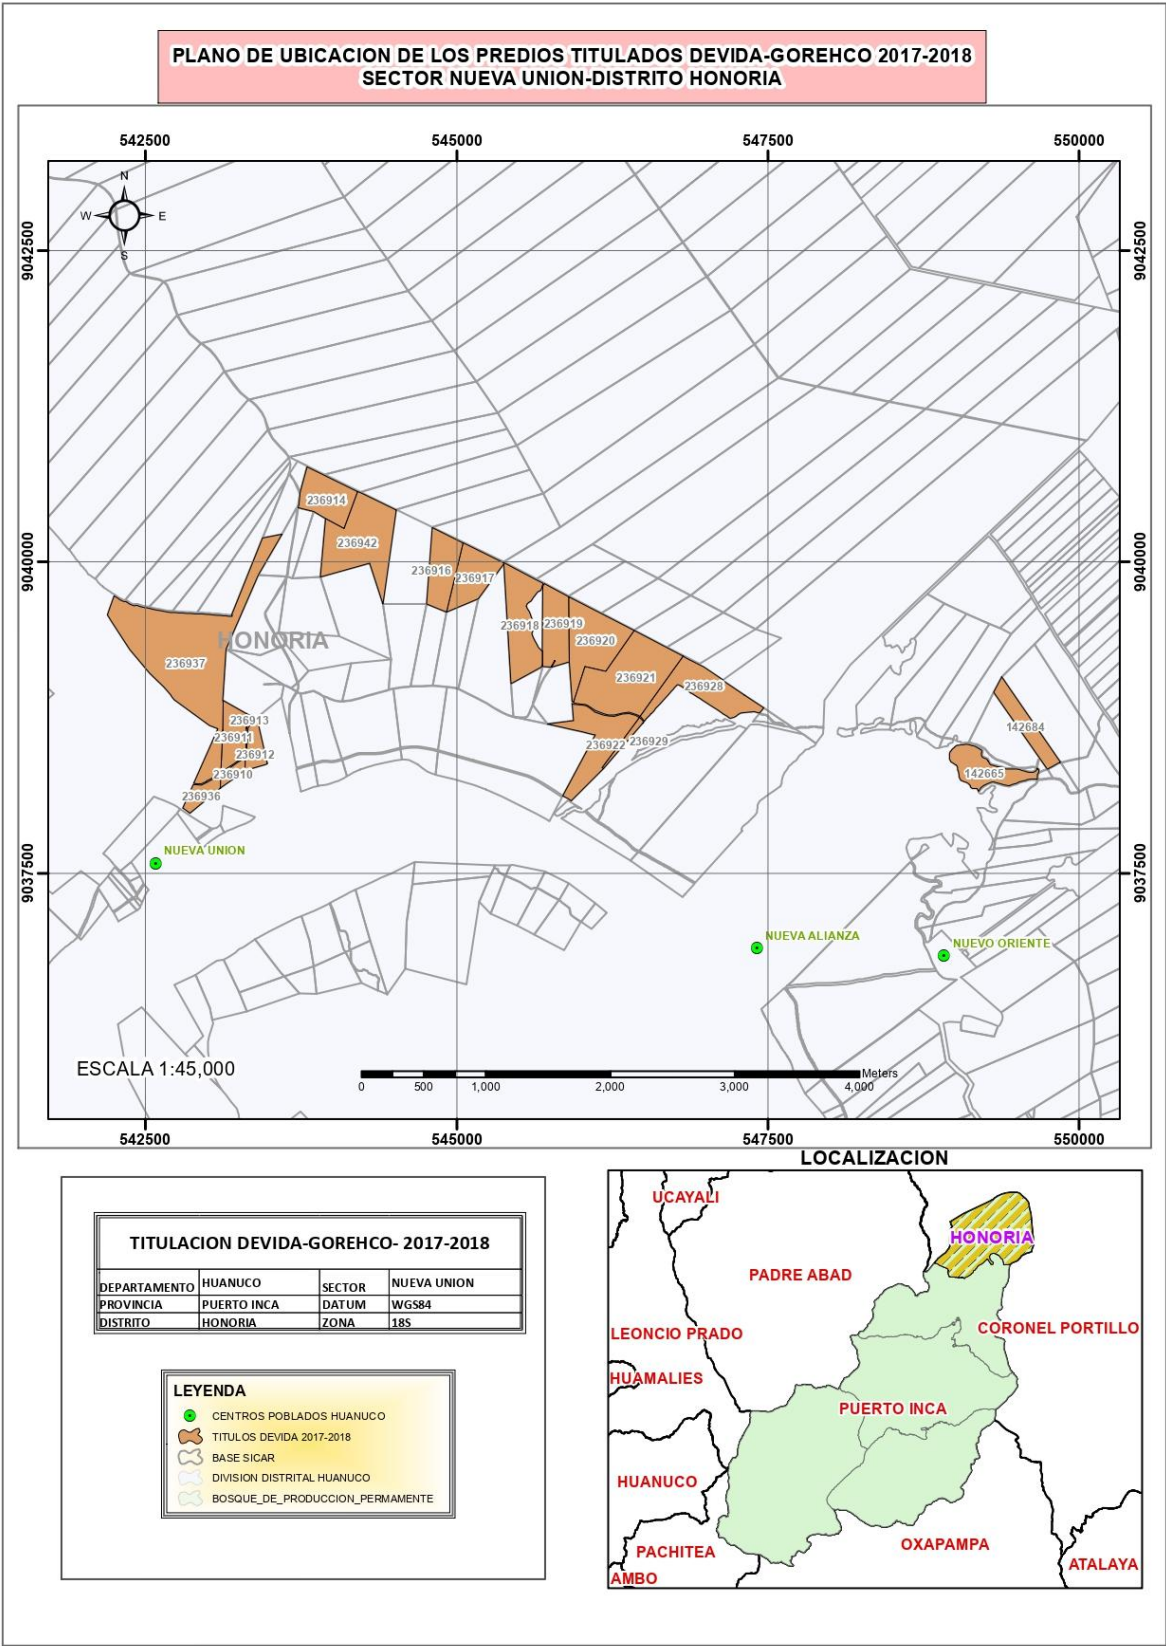 PLANO DE UBICACION DE LOS PREDIOS TITULADOS DEVIDA-GOREHCO 2017-2018
SECTOR NUEVA UNION-DISTRITO HONORIA
542500 545000 547500 550000
N
W E
S
9042500 9042500
236914
236942
9040000 9040000
236916
236917
236918
236919
236920
HONORIA
236937
236921
236928
236913
142684
236911
236922
236929
236912
236910
142665
236936
NUEVA UNION
9037500 9037500
NUEVA ALIANZA
NUEVO ORIENTE
ESCALA 1:45,000
Meters
0 500 1,000 2,000 3,000 4,000
542500 545000 547500 550000
LOCALIZACION
UCAYALI
HONORIA
PADRE ABAD
LEONCIO PRADO
CORONEL PORTILLO
HUAMALIES
PUERTO INCA
HUANUCO
PACHITEA
OXAPAMPA
AMBO
ATALAYA
TITULACION DEVIDA-GOREHCO- 2017-2018
DEPARTAMENTO HUANUCO SECTOR NUEVA UNION
PROVINCIA PUERTO INCA DATUM WGS84
DISTRITO HONORIA ZONA 18S
LEYENDA
CENTROS POBLADOS HUANUCO
TITULOS DEVIDA 2017-2018
BASE SICAR
DIVISION DISTRITAL HUANUCO
BOSQUE_DE_PRODUCCION_PERMAMENTE